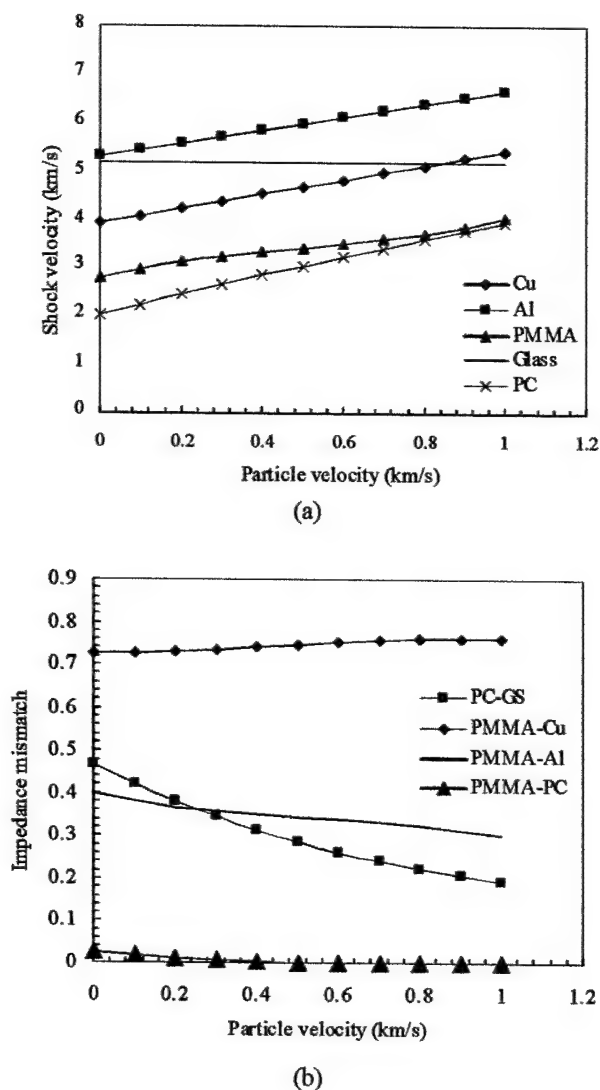 8
7
6
5
4
3
2
1
0
Shock velocity (km/s)
Cu
Al
PMMA
Glass
PC
0 0.2 0.4 0.6 0.8 1 1.2
Particle velocity (km/s)
(a)
0.9
0.8
0.7
0.6
0.5
0.4
0.3
0.2
0.1
0
Impedance mismatch
PC-GS
PMMA-Cu
PMMA-Al
PMMA-PC
0 0.2 0.4 0.6 0.8 1 1.2
Particle velocity (km/s)
(b)